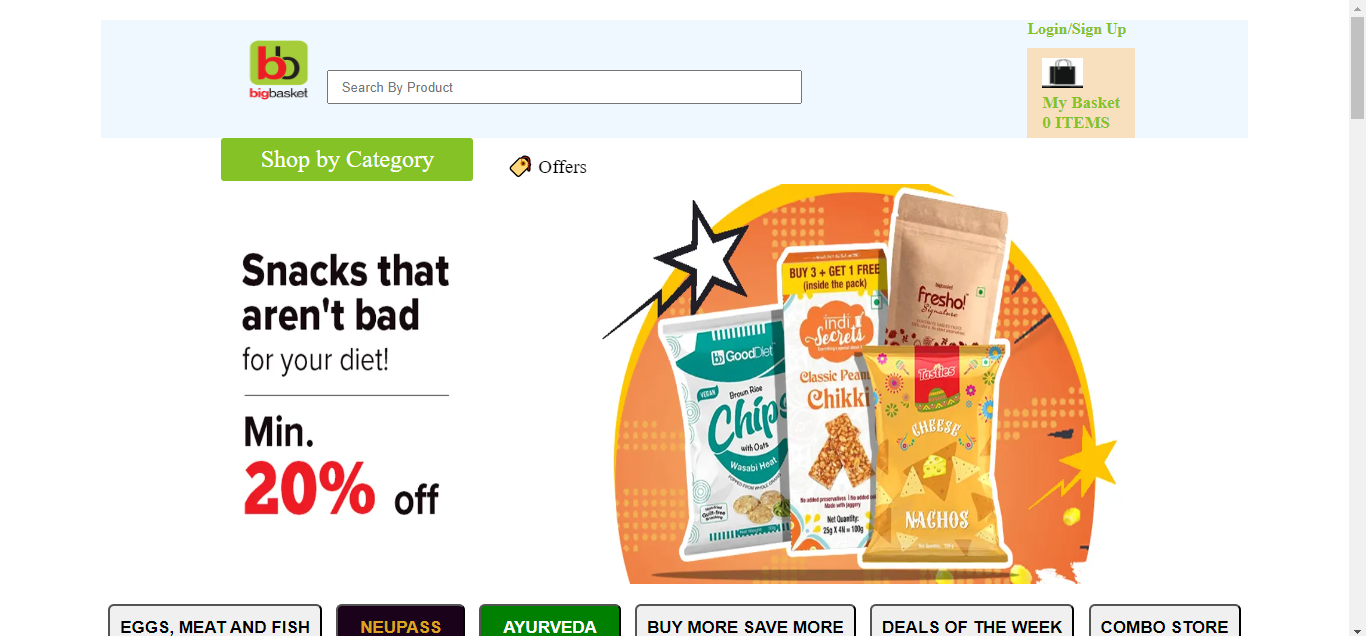 Login/Sign Up
bb
bigbasket
Search By Product
My Basket
0 ITEMS
Shop by Category
Offers
Snacks that
aren't bad
for your diet!
Min.
20% off
BUY 3 + GET 1 FREE
(inside the pack)
bigbasket
fresho!
Signature
indi
Secrets
bb GoodDiet
VEGAN
Brown Rice
Chips
with Oats
Wasabi Heat
Classic Pean
Chikki
No added preservatives | No added
Made with Jaggery
Net Quantity:
25g X 4N = 100g
Tasties
CHEESE
NACHOS
EGGS, MEAT AND FISH
NEUPASS
AYURVEDA
BUY MORE SAVE MORE
DEALS OF THE WEEK
COMBO STORE